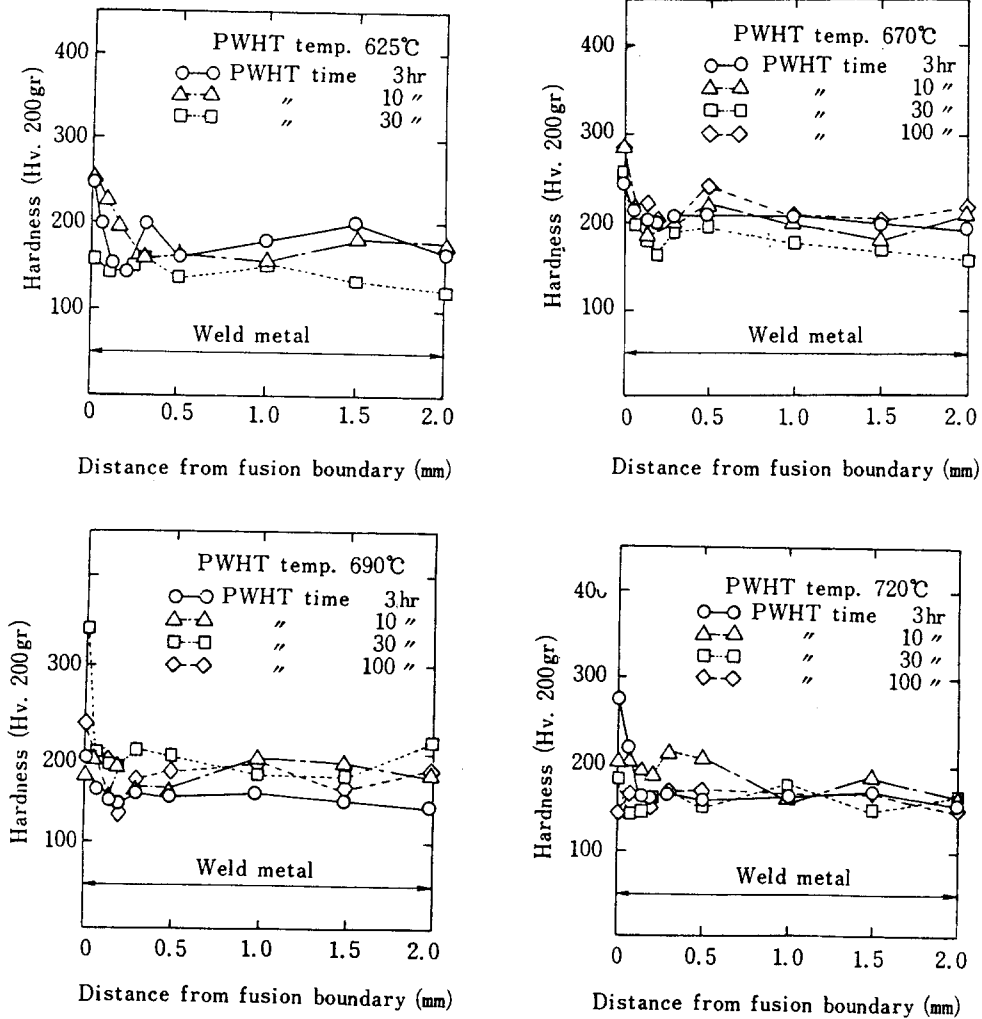 PWHT temp. 625℃
PWHT time 3hr
〃 10 〃
〃 30 〃
400
300
200
100
Hardness (Hv. 200gr)
Weld metal
0 0.5 1.0 1.5 2.0
Distance from fusion boundary (mm)
PWHT temp. 670℃
PWHT time 3hr
〃 10 〃
〃 30 〃
〃 100 〃
400
300
200
100
Hardness (Hv. 200gr)
Weld metal
0 0.5 1.0 1.5 2.0
Distance from fusion boundary (mm)
PWHT temp. 690℃
PWHT time 3hr
〃 10 〃
〃 30 〃
〃 100 〃
300
200
100
Hardness (Hv. 200gr)
Weld metal
0 0.5 1.0 1.5 2.0
Distance from fusion boundary (mm)
PWHT temp. 720℃
PWHT time 3hr
〃 10 〃
〃 30 〃
〃 100 〃
400
300
200
100
Hardness (Hv. 200gr)
Weld metal
0 0.5 1.0 1.5 2.0
Distance from fusion boundary (mm)